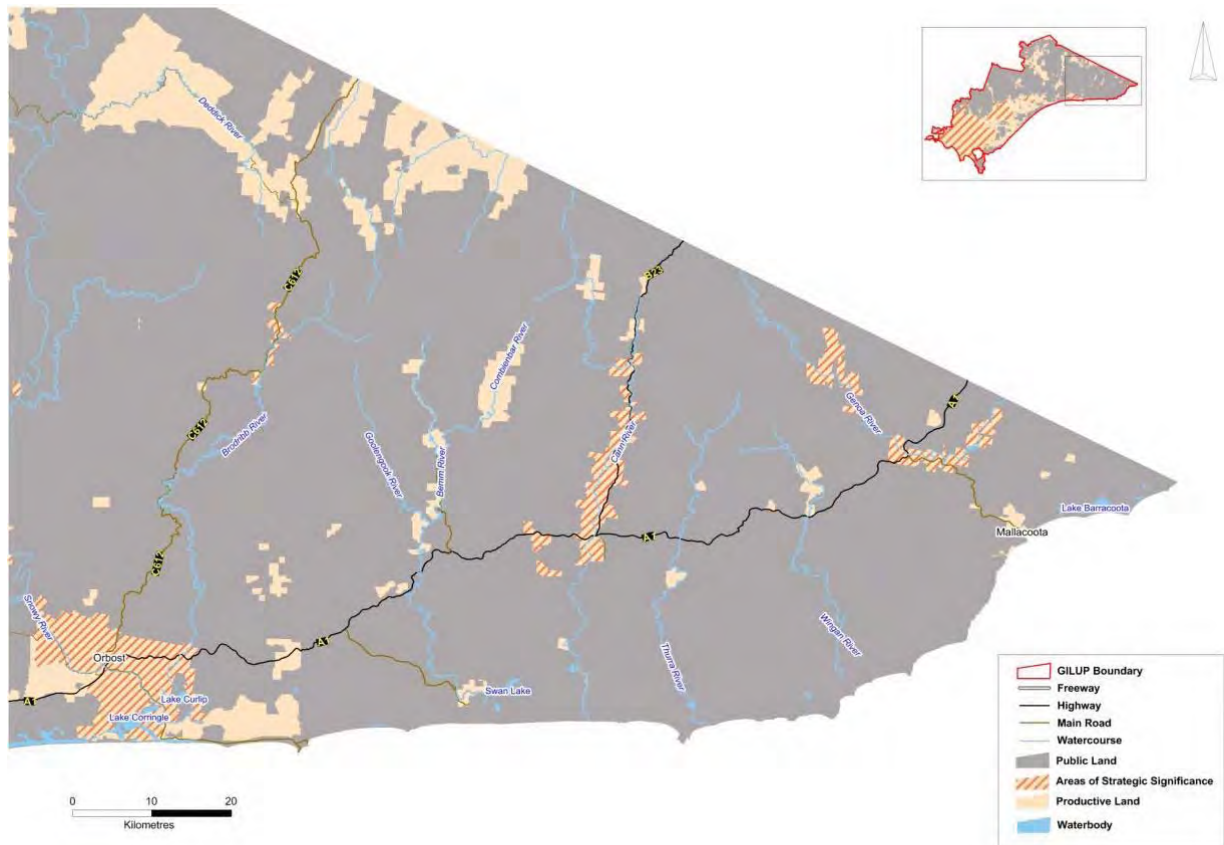 Deddick River
C612
B23
Combienbar River
C612
Brodribb River
Goolengook River
Bemm River
Cann River
Genoa River
A1
Lake Barracoota
Mallacoota
A1
C612
Snowy River
Orbost
A1
Thurra River
Wingan River
Lake Curlip
Swan Lake
A1
Lake Corringle
0 10 20
Kilometres
GILUP Boundary
Freeway
Highway
Main Road
Watercourse
Public Land
Areas of Strategic Significance
Productive Land
Waterbody